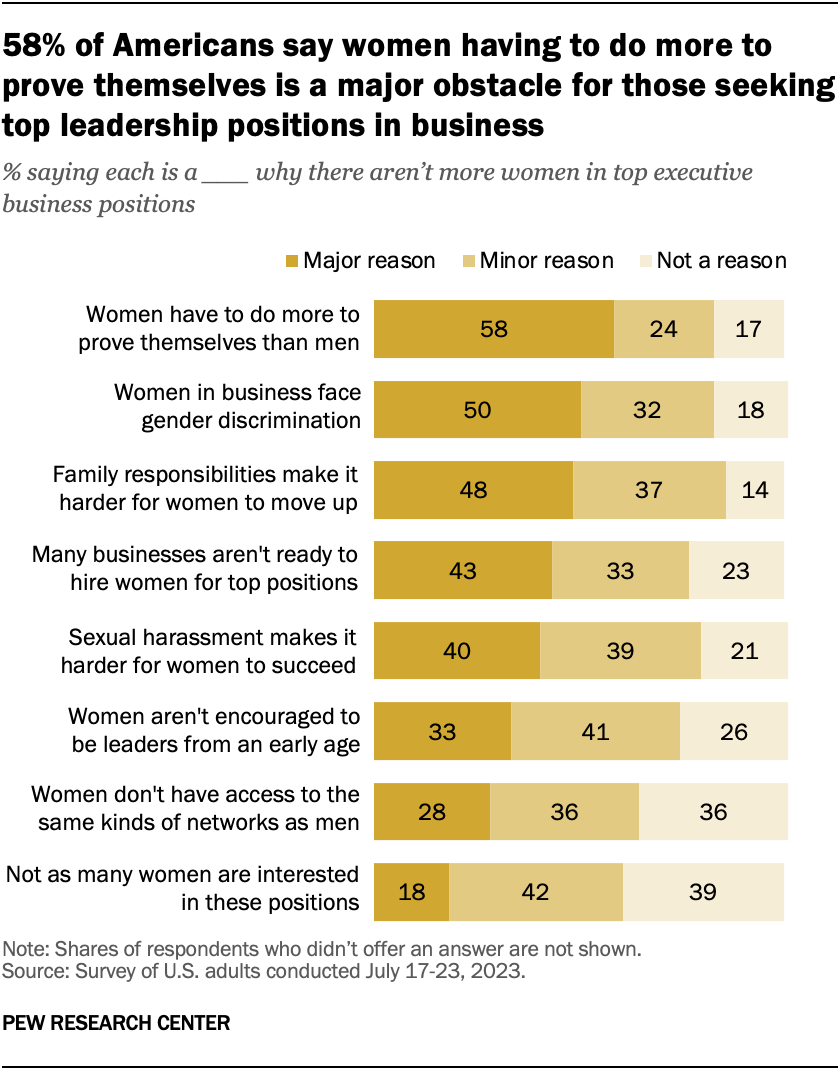 58% of Americans say women having to do more to
prove themselves is a major obstacle for those seeking
top leadership positions in business
% saying each is a ___ why there aren’t more women in top executive
business positions
Major reason Minor reason Not a reason
Women have to do more to
prove themselves than men
58 24 17
Women in business face
gender discrimination
50 32 18
Family responsibilities make it
harder for women to move up
48 37 14
Many businesses aren't ready to
hire women for top positions
43 33 23
Sexual harassment makes it
harder for women to succeed
40 39 21
Women aren't encouraged to
be leaders from an early age
33 41 26
Women don't have access to the
same kinds of networks as men
28 36 36
Not as many women are interested
in these positions
18 42 39
Note: Shares of respondents who didn’t offer an answer are not shown.
Source: Survey of U.S. adults conducted July 17-23, 2023.
PEW RESEARCH CENTER